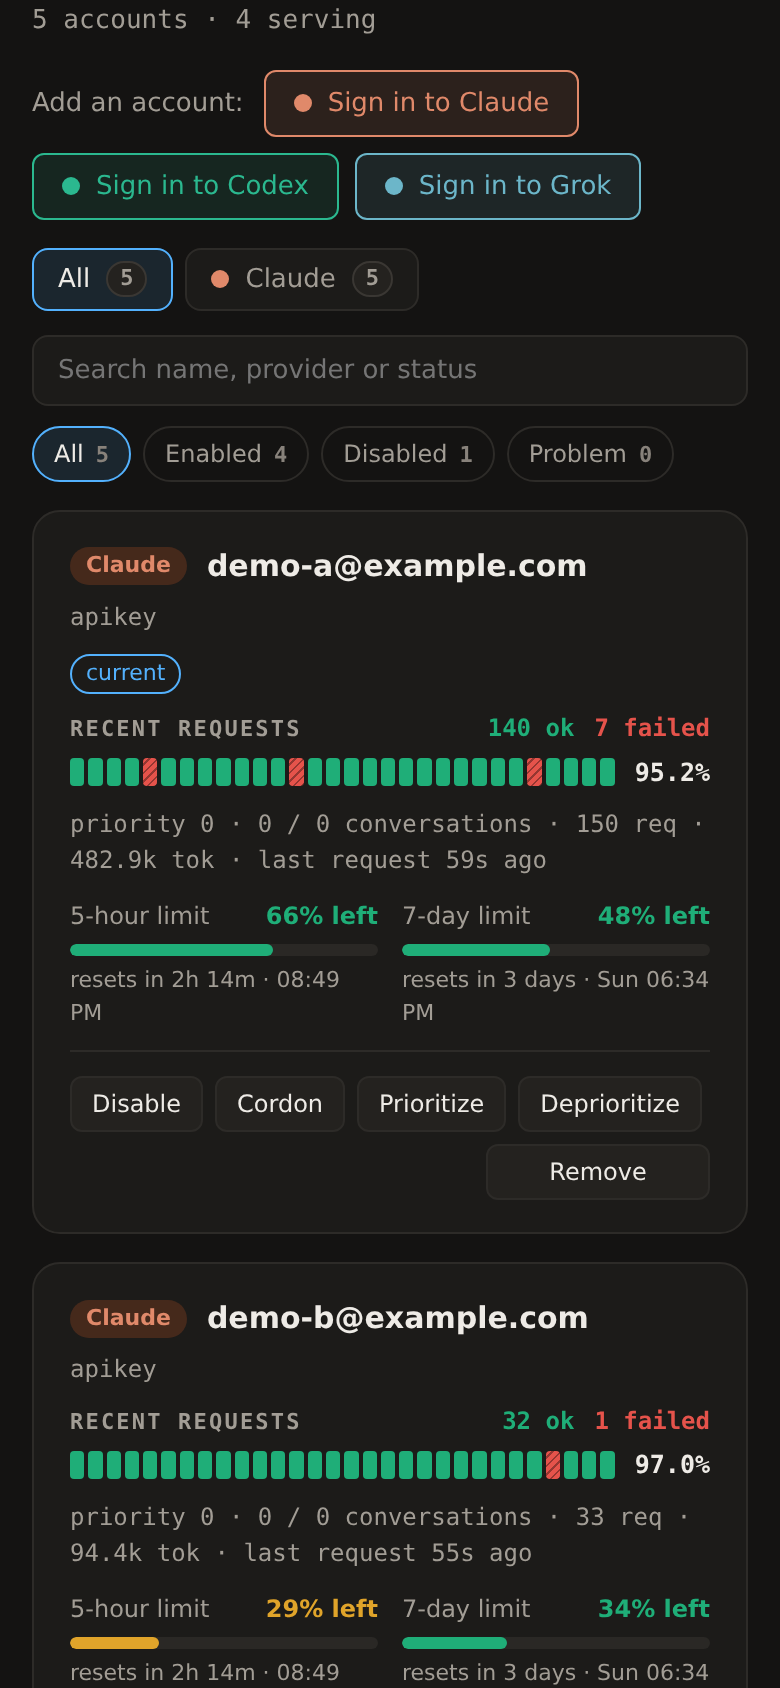 5 accounts · 4 serving
Add an account: Sign in to Claude
Sign in to Codex Sign in to Grok
All 5 Claude 5
Search name, provider or status
All 5 Enabled 4 Disabled 1 Problem 0
Claude demo-a@example.com
apikey
current
RECENT REQUESTS 140 ok 7 failed
95.2%
priority 0 · 0 / 0 conversations · 150 req ·
482.9k tok · last request 59s ago
5-hour limit 66% left 7-day limit 48% left
resets in 2h 14m · 08:49 PM
resets in 3 days · Sun 06:34 PM
Disable Cordon Prioritize Deprioritize
Remove
Claude demo-b@example.com
apikey
RECENT REQUESTS 32 ok 1 failed
97.0%
priority 0 · 0 / 0 conversations · 33 req ·
94.4k tok · last request 55s ago
5-hour limit 29% left 7-day limit 34% left
resets in 2h 14m · 08:49 resets in 3 days · Sun 06:34